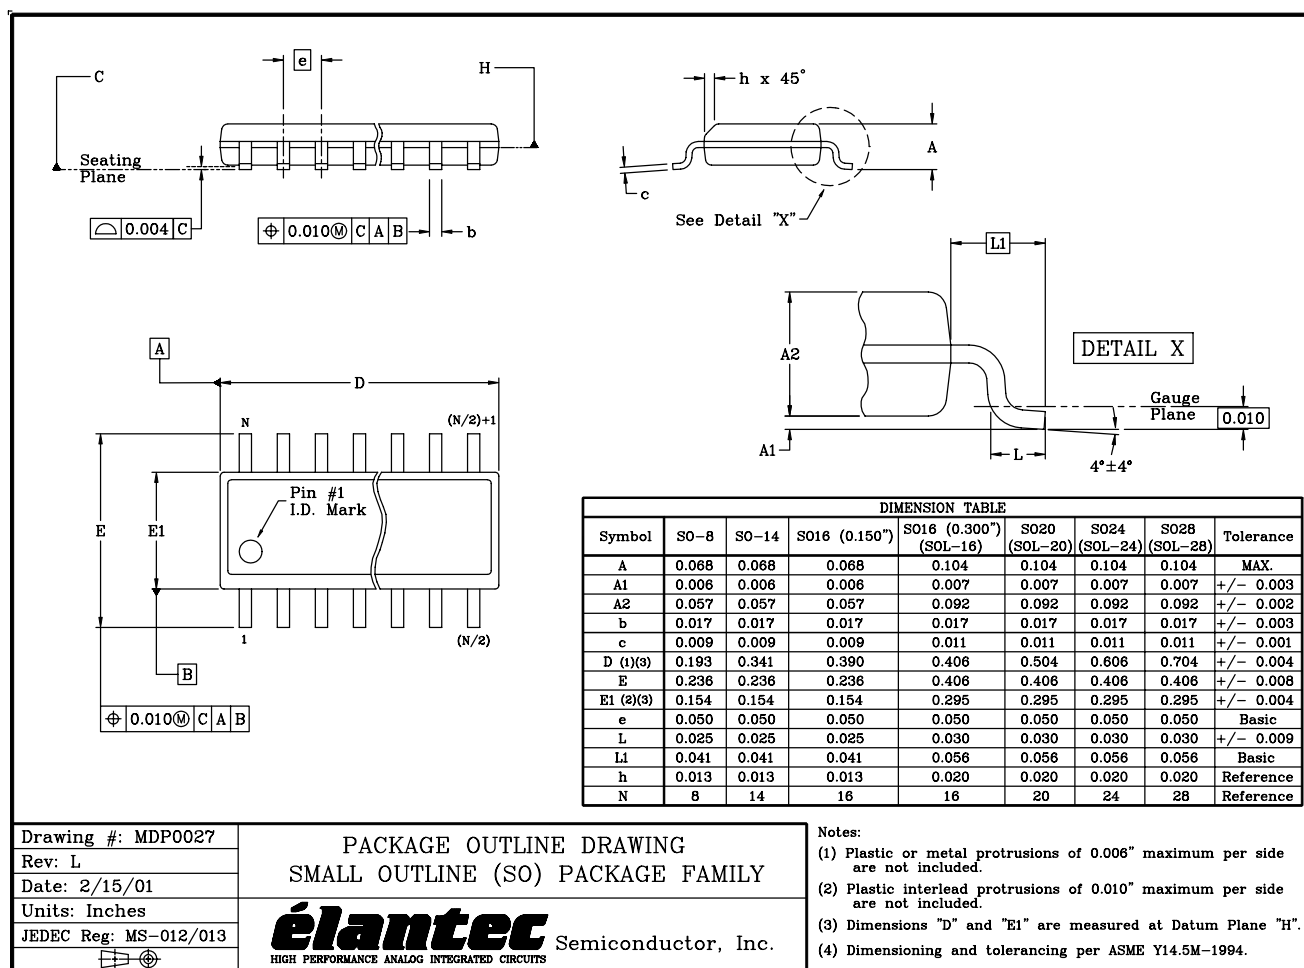 C
e
H
Seating
Plane
0.004 C
0.010Ⓜ C A B
b
h x 45°
A
c
See Detail "X"
L1
A2
DETAIL X
Gauge
Plane
0.010
A1
L
4°±4°
A
D
N
(N/2)+1
Pin #1
I.D. Mark
E
E1
1
(N/2)
B
0.010Ⓜ C A B
DIMENSION TABLE
Symbol SO-8 SO-14 SO16 (0.150") SO16 (0.300") (SOL-16) SO20 (SOL-20) SO24 (SOL-24) SO28 (SOL-28) Tolerance
A 0.068 0.068 0.068 0.104 0.104 0.104 0.104 MAX.
A1 0.006 0.006 0.006 0.007 0.007 0.007 0.007 +/- 0.003
A2 0.057 0.057 0.057 0.092 0.092 0.092 0.092 +/- 0.002
b 0.017 0.017 0.017 0.017 0.017 0.017 0.017 +/- 0.003
c 0.009 0.009 0.009 0.011 0.011 0.011 0.011 +/- 0.001
D (1)(3) 0.193 0.341 0.390 0.406 0.504 0.606 0.704 +/- 0.004
E 0.236 0.236 0.236 0.406 0.406 0.406 0.406 +/- 0.008
E1 (2)(3) 0.154 0.154 0.154 0.295 0.295 0.295 0.295 +/- 0.004
e 0.050 0.050 0.050 0.050 0.050 0.050 0.050 Basic
L 0.025 0.025 0.025 0.030 0.030 0.030 0.030 +/- 0.009
L1 0.041 0.041 0.041 0.056 0.056 0.056 0.056 Basic
h 0.013 0.013 0.013 0.020 0.020 0.020 0.020 Reference
N 8 14 16 16 20 24 28 Reference
Drawing #: MDP0027
Rev: L
Date: 2/15/01
Units: Inches
JEDEC Reg: MS-012/013
PACKAGE OUTLINE DRAWING
SMALL OUTLINE (SO) PACKAGE FAMILY
élantec Semiconductor, Inc.
HIGH PERFORMANCE ANALOG INTEGRATED CIRCUITS
Notes:
(1) Plastic or metal protrusions of 0.006" maximum per side
are not included.
(2) Plastic interlead protrusions of 0.010" maximum per side
are not included.
(3) Dimensions "D" and "E1" are measured at Datum Plane "H".
(4) Dimensioning and tolerancing per ASME Y14.5M-1994.